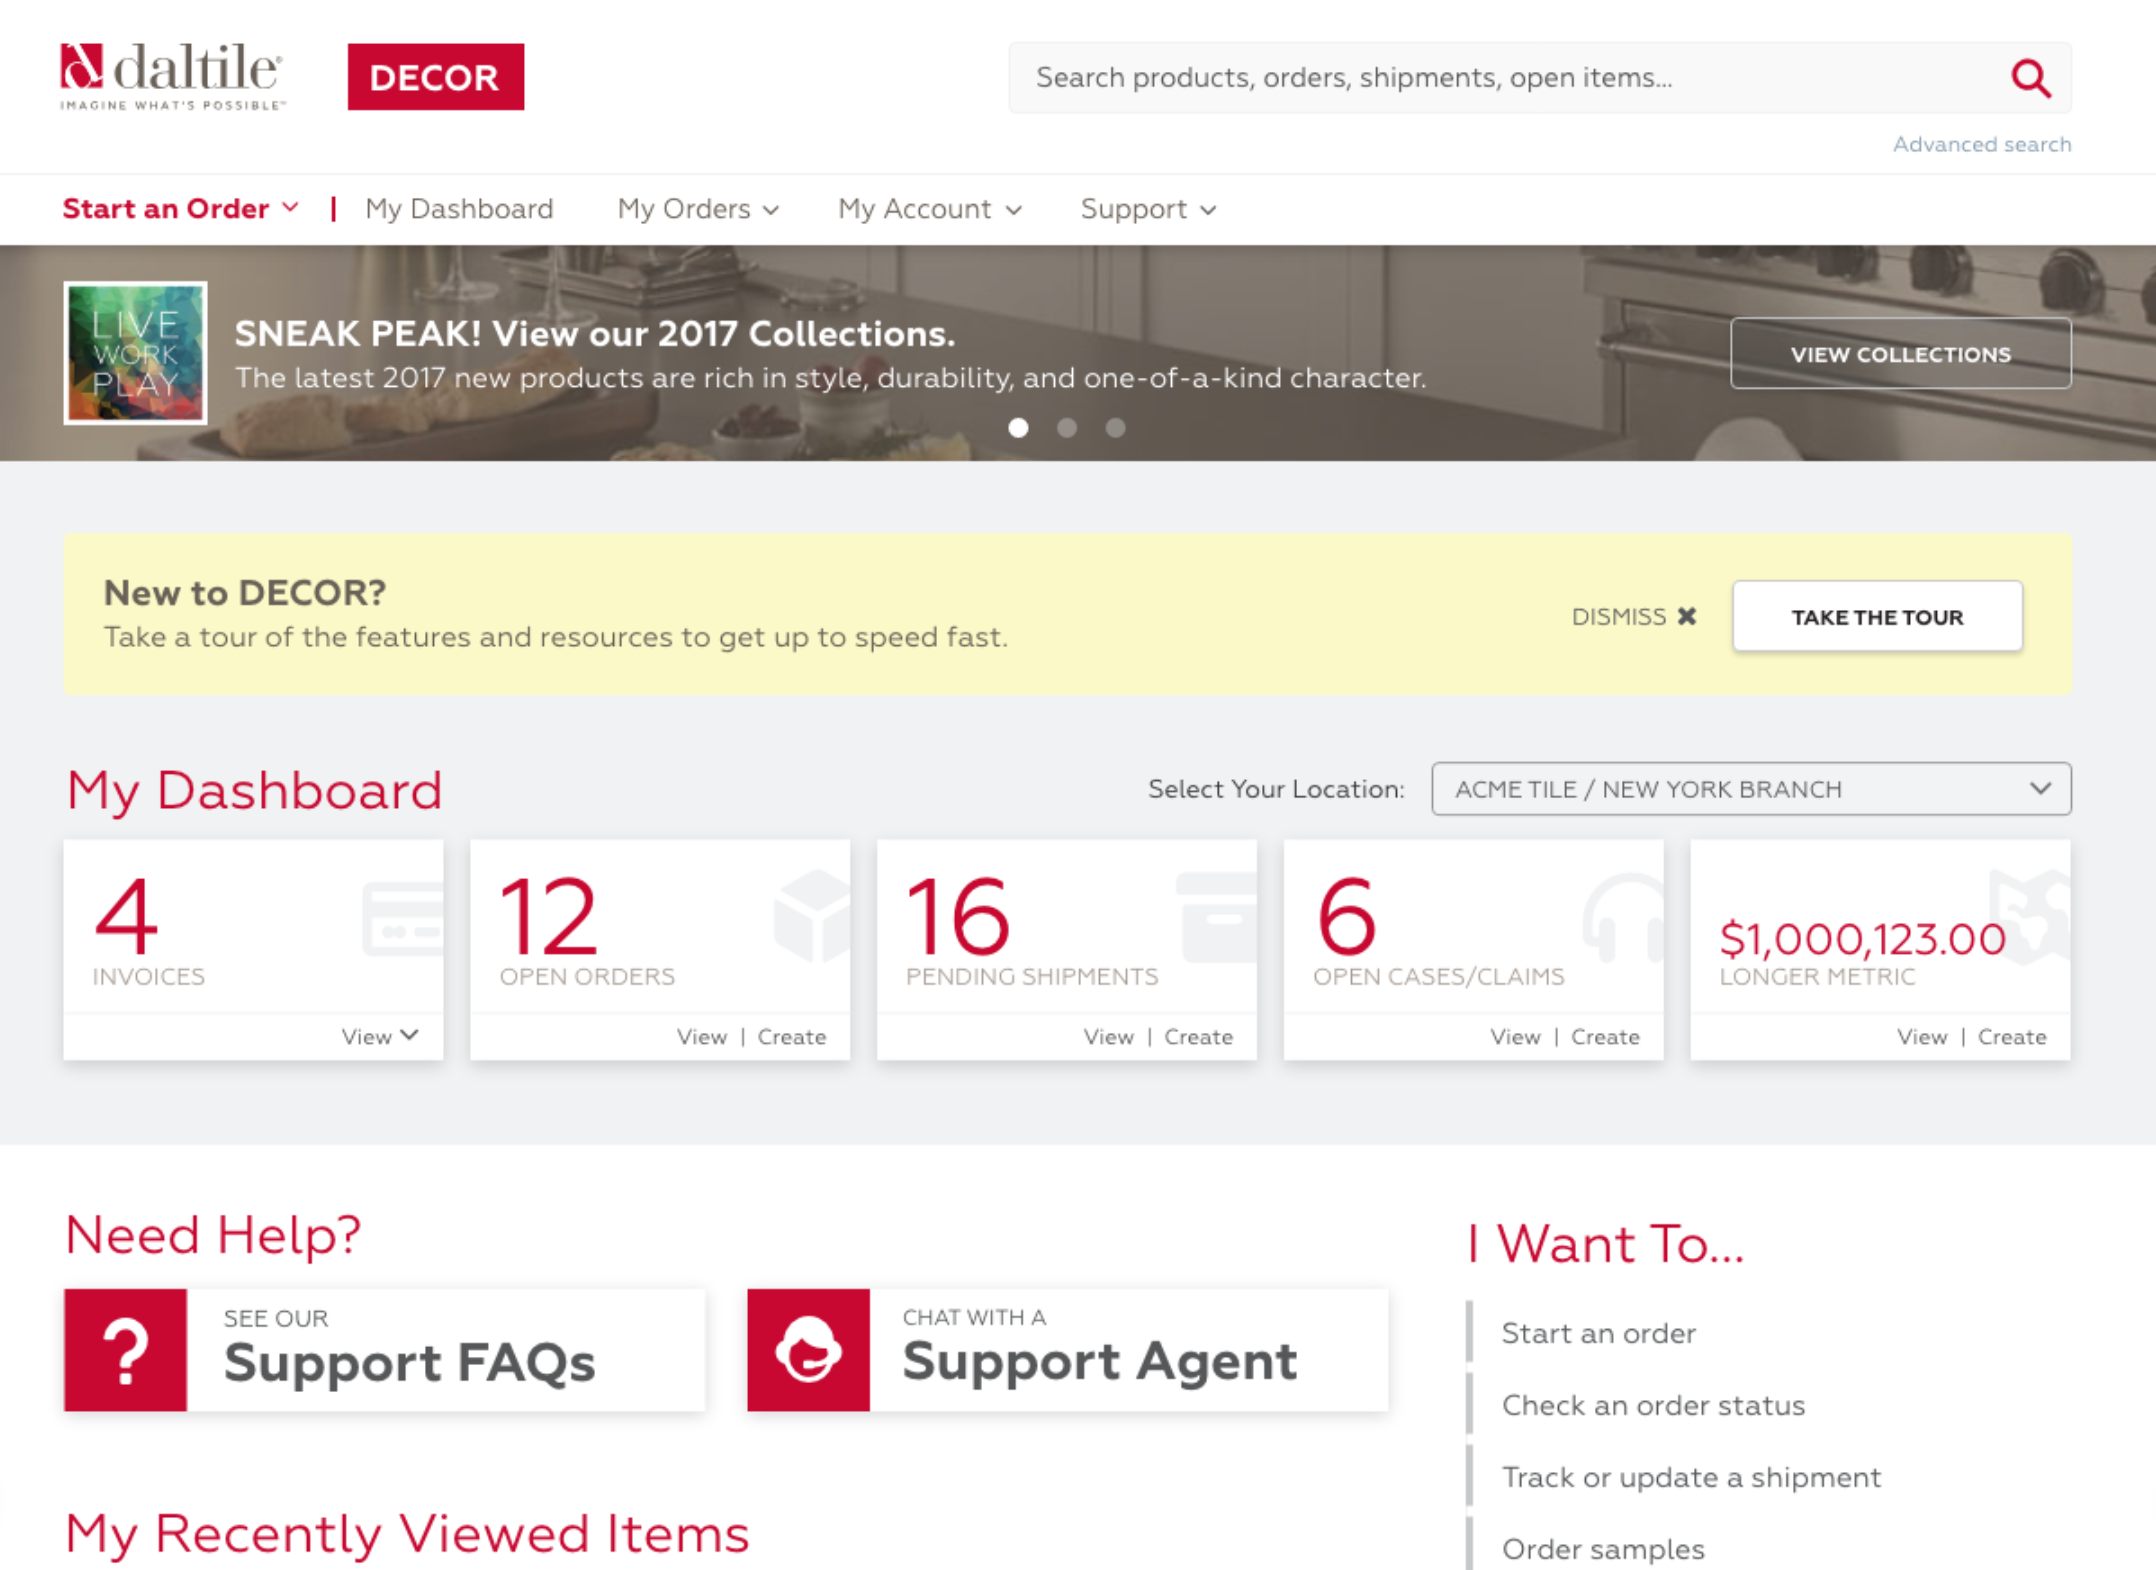 daltile®
IMAGINE WHAT'S POSSIBLE™
DECOR
Search products, orders, shipments, open items...
Advanced search
Start an Order | My Dashboard My Orders My Account Support
LIVE
WORK
PLAY
SNEAK PEAK! View our 2017 Collections.
The latest 2017 new products are rich in style, durability, and one-of-a-kind character.
VIEW COLLECTIONS
New to DECOR?
Take a tour of the features and resources to get up to speed fast.
DISMISS ✖
TAKE THE TOUR
My Dashboard
Select Your Location: ACME TILE / NEW YORK BRANCH
4
INVOICES
View
12
OPEN ORDERS
View | Create
16
PENDING SHIPMENTS
View | Create
6
OPEN CASES/CLAIMS
View | Create
$1,000,123.00
LONGER METRIC
View | Create
Need Help?
?
SEE OUR
Support FAQs
CHAT WITH A
Support Agent
My Recently Viewed Items
I Want To...
Start an order
Check an order status
Track or update a shipment
Order samples